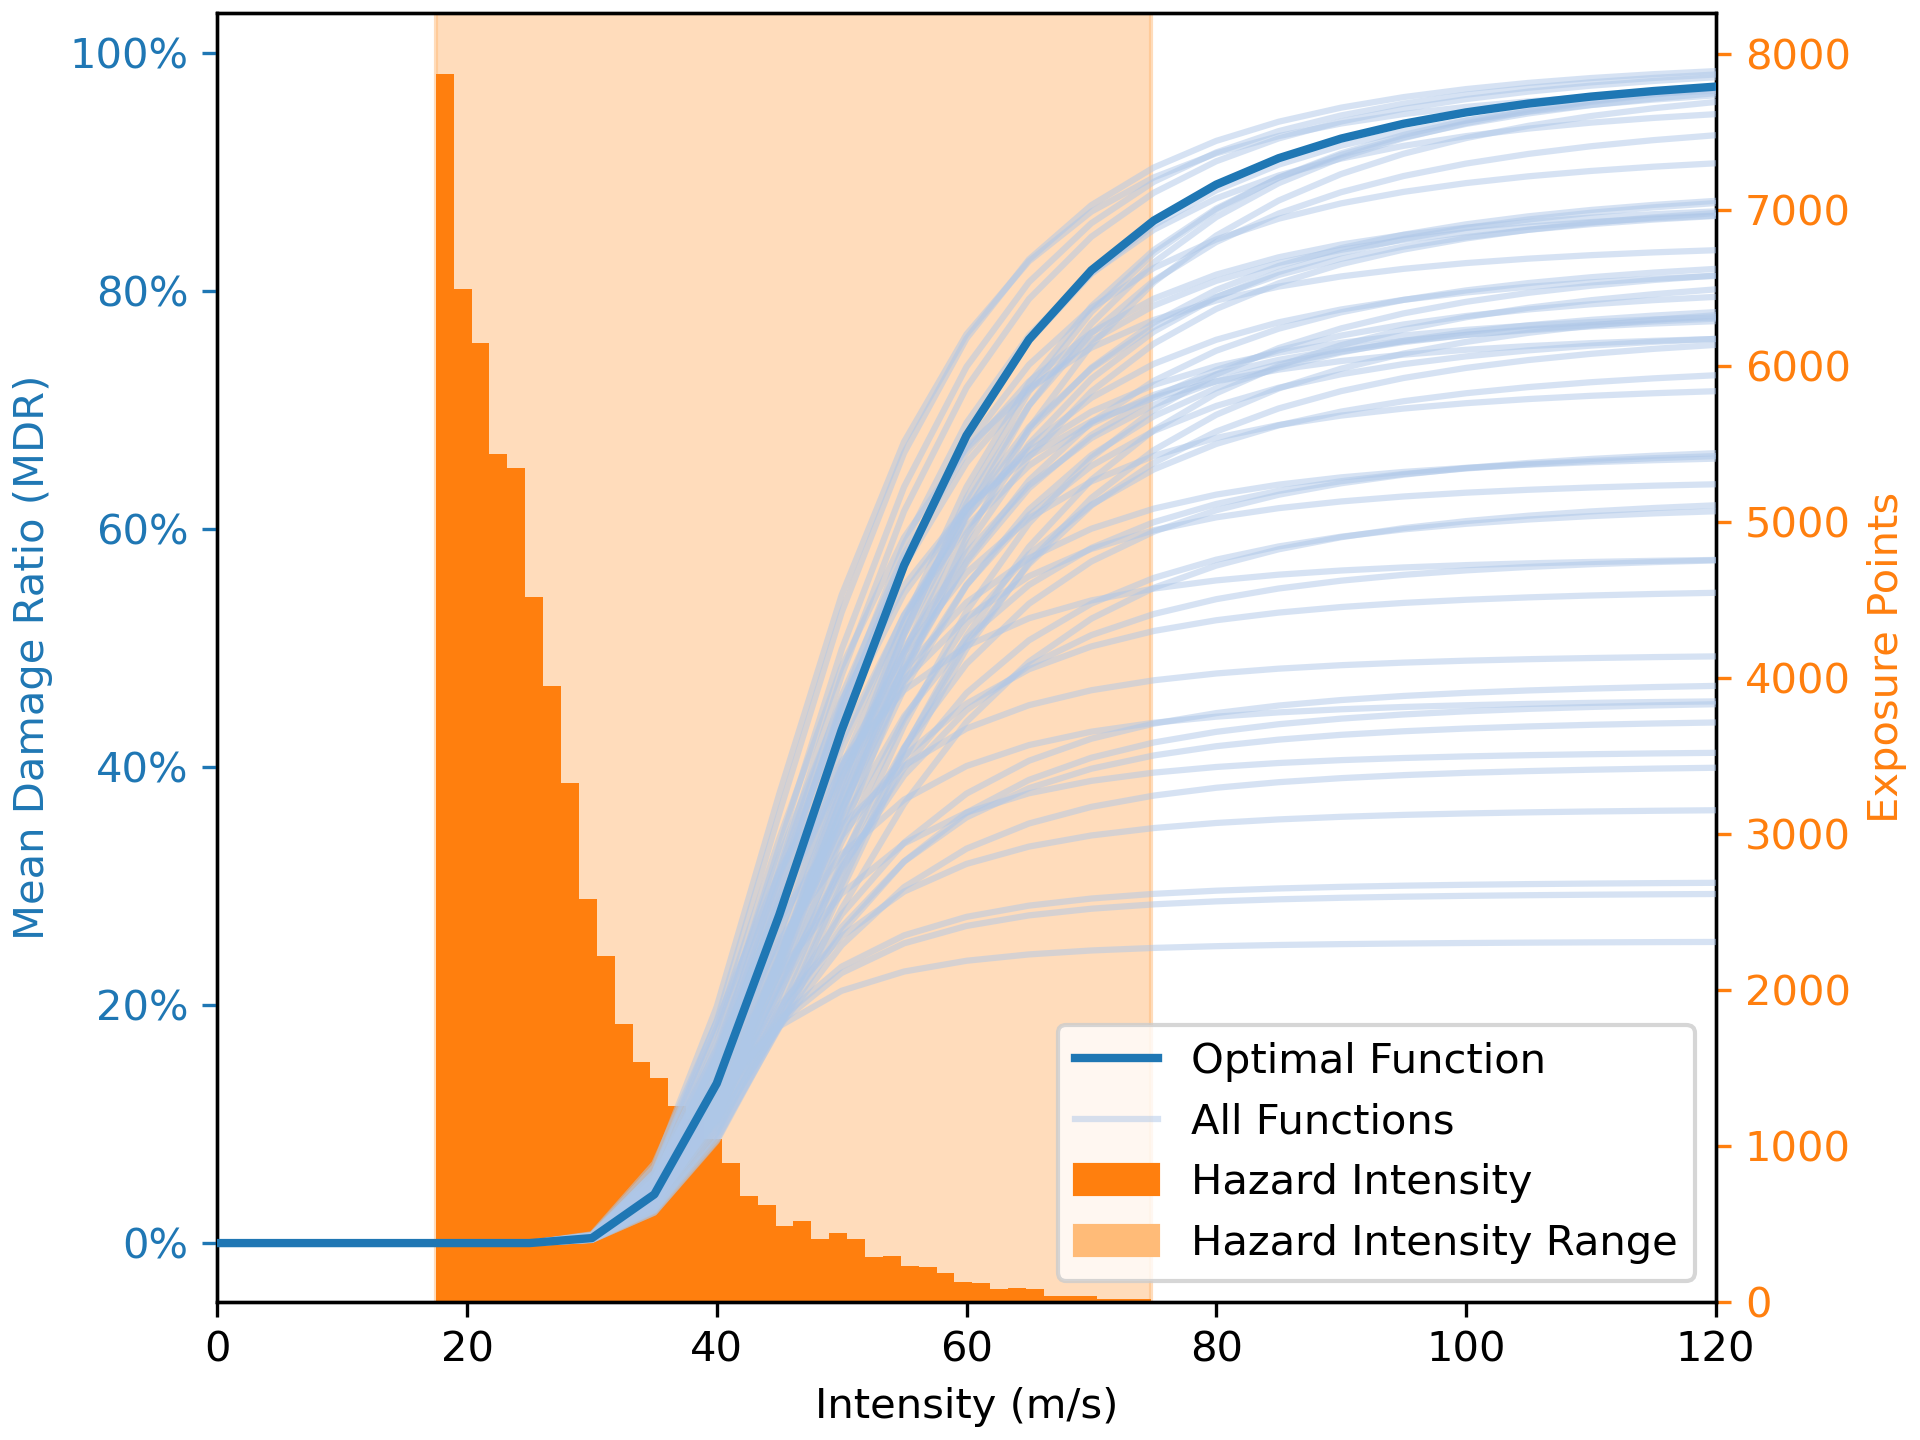 100%
80%
60%
40%
20%
0%
Mean Damage Ratio (MDR)
8000
7000
6000
5000
4000
3000
2000
1000
0
Exposure Points
Optimal Function
All Functions
Hazard Intensity
Hazard Intensity Range
0 20 40 60 80 100 120
Intensity (m/s)